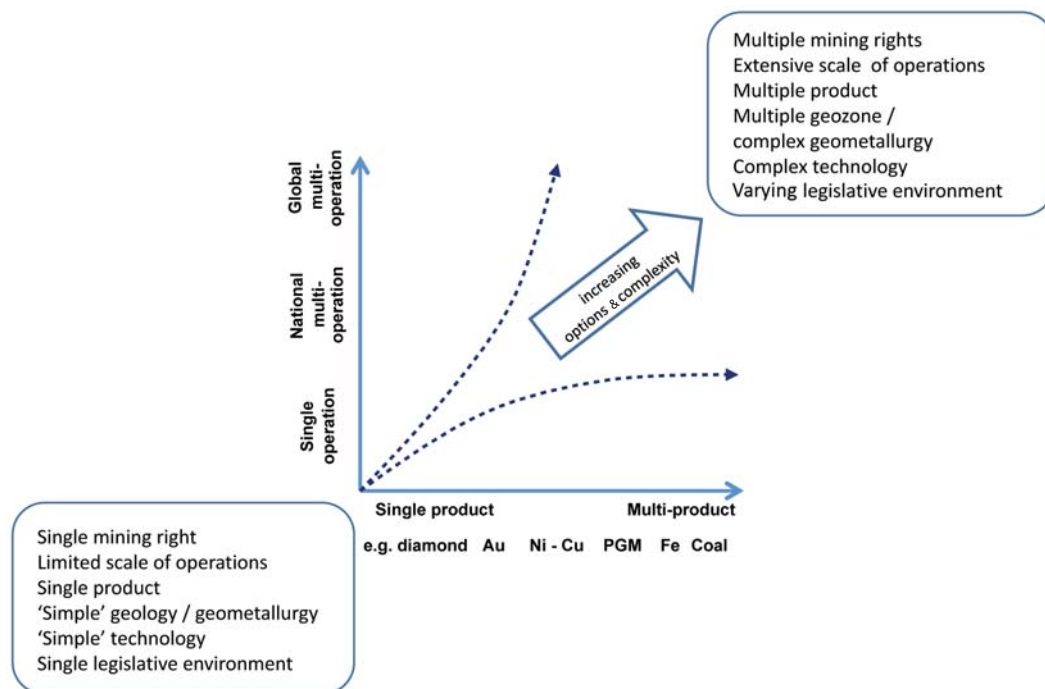 Multiple mining rights
Extensive scale of operations
Multiple product
Multiple geozone /
complex geometallurgy
Complex technology
Varying legislative environment
Global
multi-
operation
National
multi-
operation
Single
operation
increasing
options & complexity
Single product Multi-product
e.g. diamond Au Ni - Cu PGM Fe Coal
Single mining right
Limited scale of operations
Single product
‘Simple’ geology / geometallurgy
‘Simple’ technology
Single legislative environment